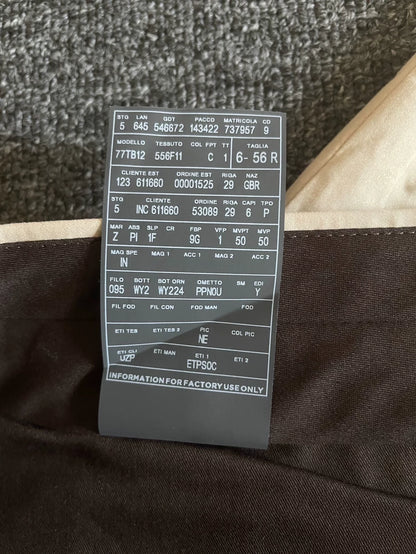 STG LAN GDT PACCO MATRICOLA CD
5 645 546672 143422 737957 9
MODELLO TESSUTO COL FPT TT TAGLIA
77TB12 556F11 C 1 6- 56 R
CLIENTE EST ORDINE EST RIGA NAZ
123 611660 00001525 29 GBR
STG CLIENTE INT ORDINE RIGA CAPI TPO
5 INC 611660 53089 29 6 P
MAR ABS SLP CR FBP VFP MVPT MVP
Z PI 1F 9G 1 50 50
MAG SPE MAG 1 ACC 1 MAG 2 ACC 2
IN
FILO BOTT BOT ORN OMETTO SM EDI
095 WY2 WY224 PPN0U Y
FIL FOD FIL CON FOD MAN FOD
ETI TES ETI TES 2 PIC COL PIC
NE
ETI CLI ETI MAN ETI 1 ETI 2
UZP ETPSOC
INFORMATION FOR FACTORY USE ONLY